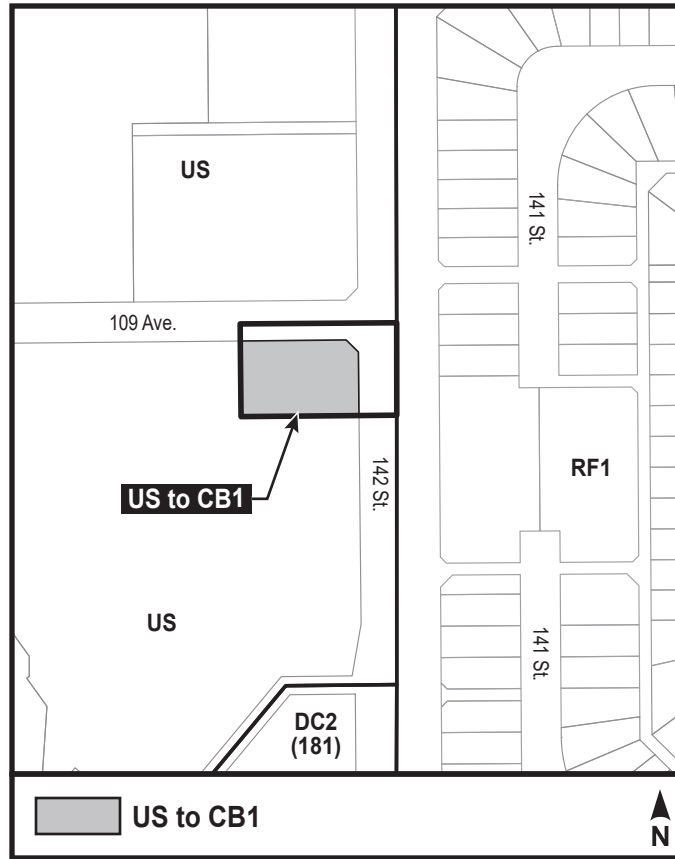 US
141 St.
109 Ave.
142 St.
RF1
US to CB1
US
141 St.
DC2
(181)
US to CB1
N